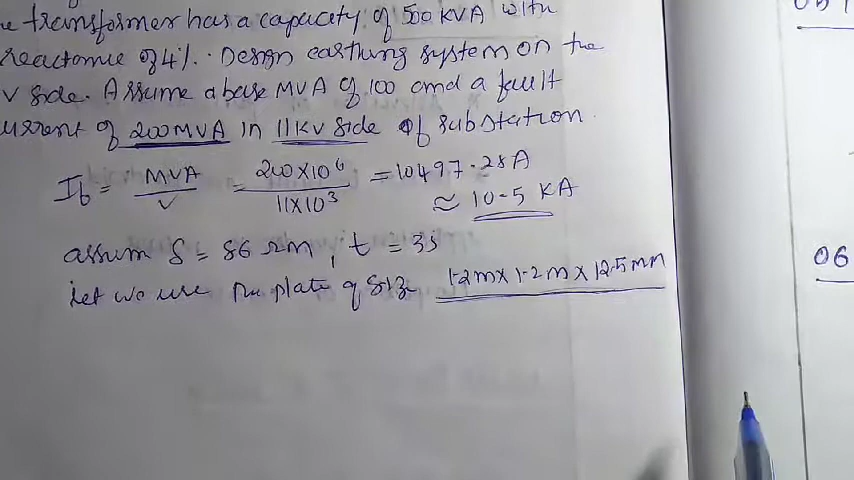 e transformer has a capacity of 500 KVA with
reactance of 4%. Design earthing system on the
V side. Assume a base MVA of 100 and a fault
urrent of 200MVA in 11KV side of substation.
I_b = MVA / V = 200×10⁶ / 11×10³ = 10497.28A
≈ 10.5 KA
assum S = 86 Ωm, t = 3s
let we use the plate of size 1.2m × 1.2m × 12.5mm
06